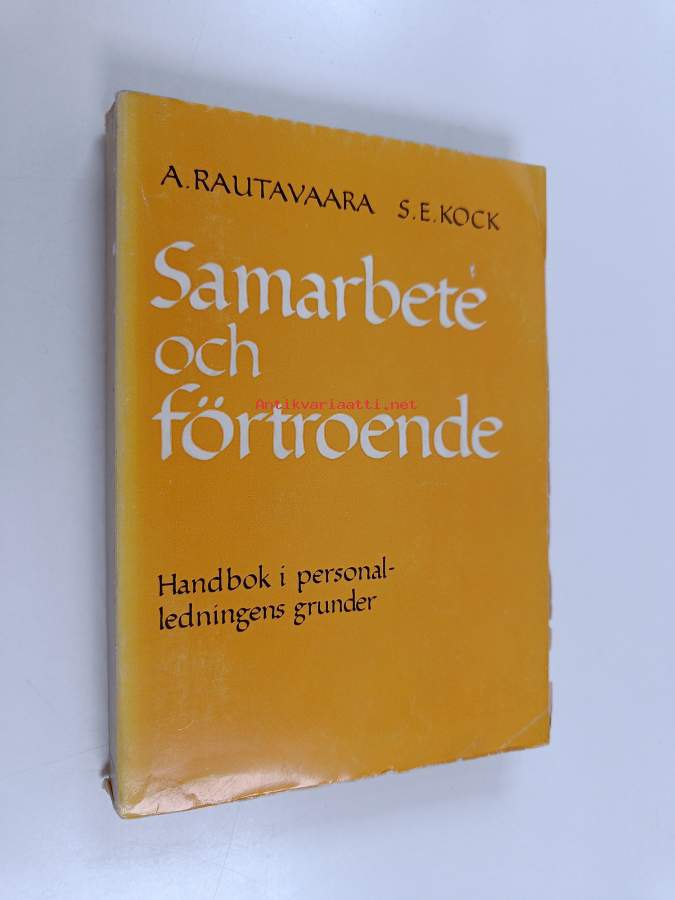 A. RAUTAVAARA S. E. KOCK
Samarbete
och
Antikvariaatti.net
förtroende
Handbok i personal-
ledningens grunder